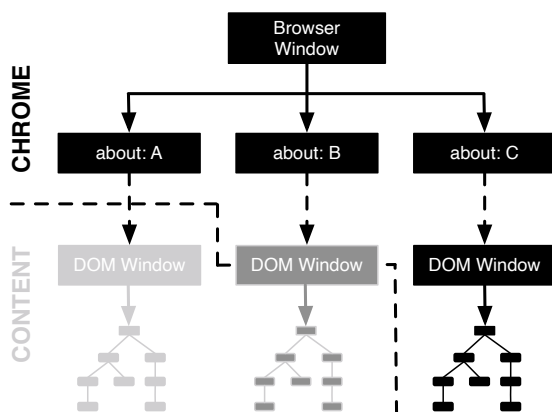 Browser
Window
CHROME
about: A
about: B
about: C
CONTENT
DOM Window
DOM Window
DOM Window